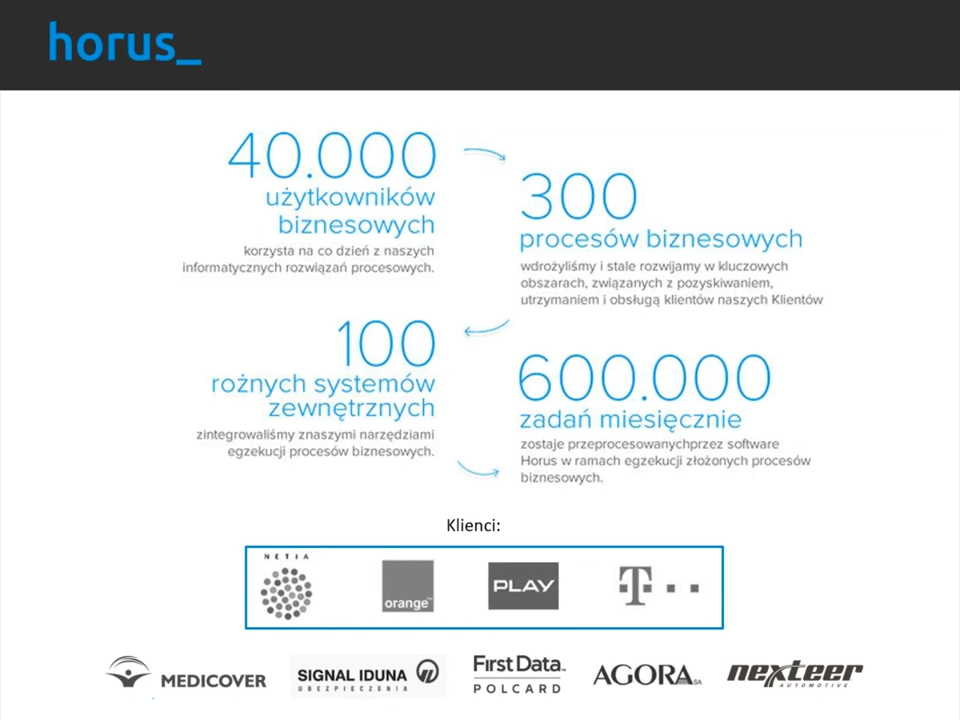 horus_
40.000
użytkowników
biznesowych
korzysta na co dzień z naszych
informatycznych rozwiązań procesowych.
300
procesów biznesowych
wdrożyliśmy i stale rozwijamy w kluczowych
obszarach, związanych z pozyskiwaniem,
utrzymaniem i obsługą klientów naszych Klientów
100
rożnych systemów
zewnętrznych
zintegrowaliśmy znaszymi narzędziami
egzekucji procesów biznesowych.
600.000
zadań miesięcznie
zostaje przeprocesowanychprzez software
Horus w ramach egzekucji złożonych procesów
biznesowych.
Klienci:
NETIA
orange™
PLAY
T
MEDICOVER
SIGNAL IDUNA
UBEZPIECZENIA
First Data™
POLCARD
AGORA SA
nexteer
AUTOMOTIVE